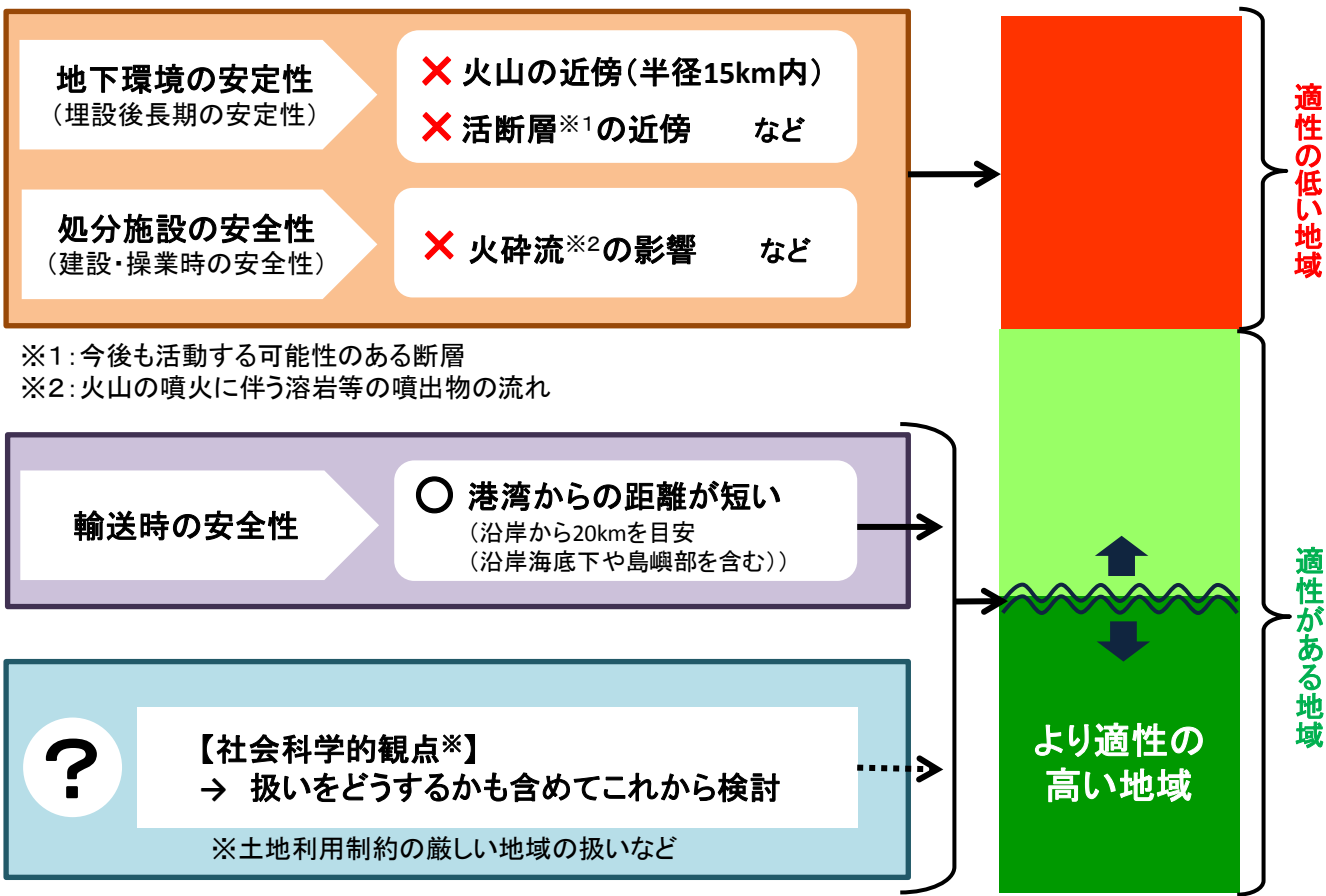 地下環境の安定性
（埋設後長期の安定性）
× 火山の近傍（半径15km内）
× 活断層※1の近傍　など
処分施設の安全性
（建設・操業時の安全性）
× 火砕流※2の影響　など
適性の低い地域
※１：今後も活動する可能性のある断層
※２：火山の噴火に伴う溶岩等の噴出物の流れ
輸送時の安全性
○ 港湾からの距離が短い
（沿岸から20kmを目安
（沿岸海底下や島嶼部を含む））
適性がある地域
?
【社会科学的観点※】
→ 扱いをどうするかも含めてこれから検討
※土地利用制約の厳しい地域の扱いなど
より適性の
高い地域